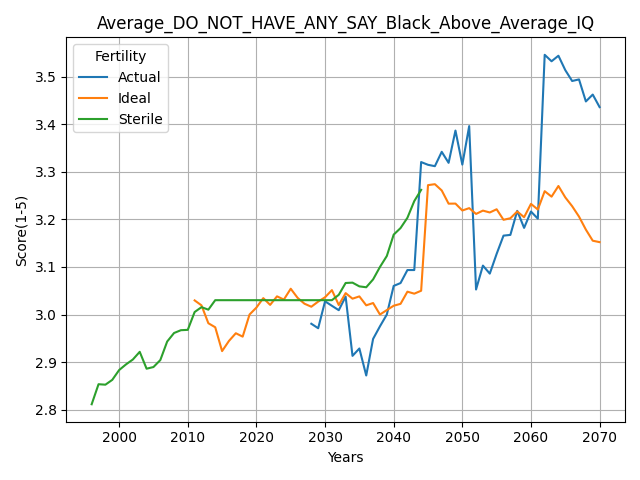 Average_DO_NOT_HAVE_ANY_SAY_Black_Above_Average_IQ
Fertility
Actual
Ideal
Sterile
Score(1-5)
3.5
3.4
3.3
3.2
3.1
3.0
2.9
2.8
2000 2010 2020 2030 2040 2050 2060 2070
Years